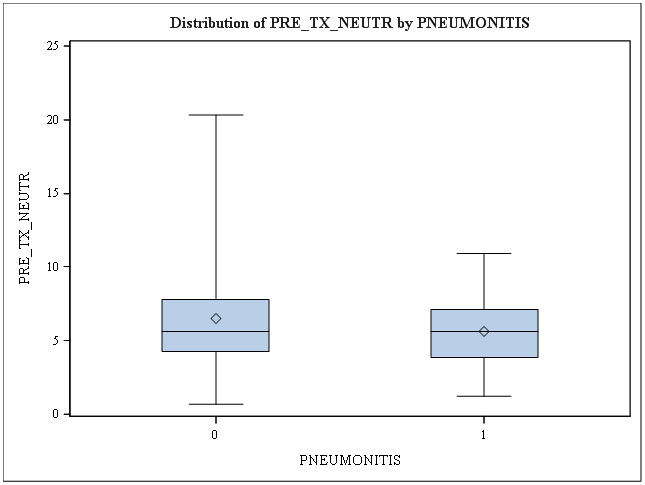 Distribution of PRE_TX_NEUTR by PNEUMONITIS
25
20
15
10
5
0
PRE_TX_NEUTR
0
1
PNEUMONITIS